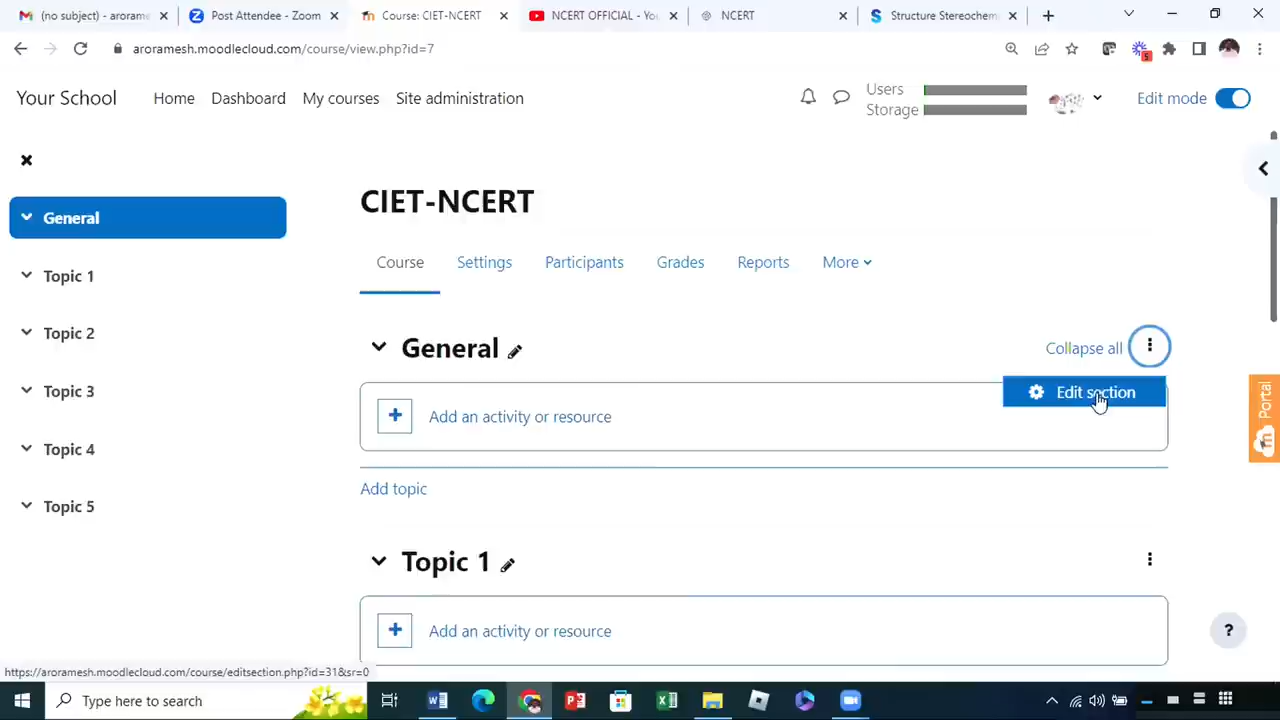 (no subject) - arorame
Post Attendee - Zoom
Course: CIET-NCERT
NCERT OFFICIAL - You
NCERT
Structure Stereochem
aroramesh.moodlecloud.com/course/view.php?id=7
5
Your School
Home
Dashboard
My courses
Site administration
Users
Storage
Edit mode
General
Topic 1
Topic 2
Topic 3
Topic 4
Topic 5
CIET-NCERT
Course
Settings
Participants
Grades
Reports
More
General
Collapse all
Edit section
Add an activity or resource
Add topic
Topic 1
Add an activity or resource
Portal
?
https://aroramesh.moodlecloud.com/course/editsection.php?id=31&sr=0
Type here to search